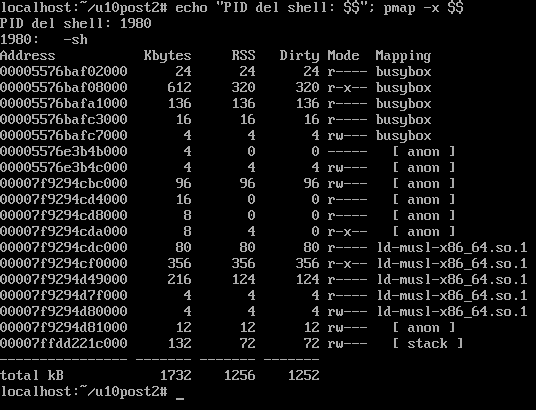 localhost:~/u10post2# echo "PID del shell: $$"; pmap -x $$
PID del shell: 1980
1980:   -sh
Address           Kbytes     RSS   Dirty Mode  Mapping
00005576baf02000      24      24      24 r---- busybox
00005576baf08000     612     320     320 r-x-- busybox
00005576bafa1000     136     136     136 r---- busybox
00005576bafc3000      16      16      16 r---- busybox
00005576bafc7000       4       4       4 rw--- busybox
00005576e3b4b000       4       0       0 -----   [ anon ]
00005576e3b4c000       4       4       4 rw---   [ anon ]
00007f9294cbc000      96      96      96 rw---   [ anon ]
00007f9294cd4000      16       0       0 r----   [ anon ]
00007f9294cd8000       8       0       0 r----   [ anon ]
00007f9294cda000       8       4       0 r-x--   [ anon ]
00007f9294cdc000      80      80      80 r---- ld-musl-x86_64.so.1
00007f9294cf0000     356     356     356 r-x-- ld-musl-x86_64.so.1
00007f9294d49000     216     124     124 r---- ld-musl-x86_64.so.1
00007f9294d7f000       4       4       4 r---- ld-musl-x86_64.so.1
00007f9294d80000       4       4       4 rw--- ld-musl-x86_64.so.1
00007f9294d81000      12      12      12 rw---   [ anon ]
00007ffdd221c000     132      72      72 rw---   [ stack ]
---------------- ------- ------- -------
total kB            1732    1256    1252
localhost:~/u10post2# _